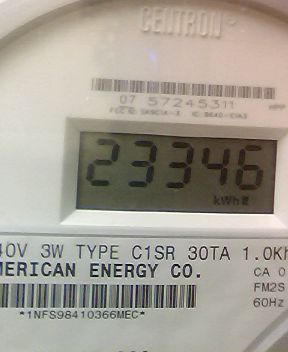 CENTRON
07 57245311
23346
kWh
40V 3W TYPE C1SR 30TA 1.0Kh
MERICAN ENERGY CO.
CA 0
FM2S
60Hz
*1NFS98410366MEC*